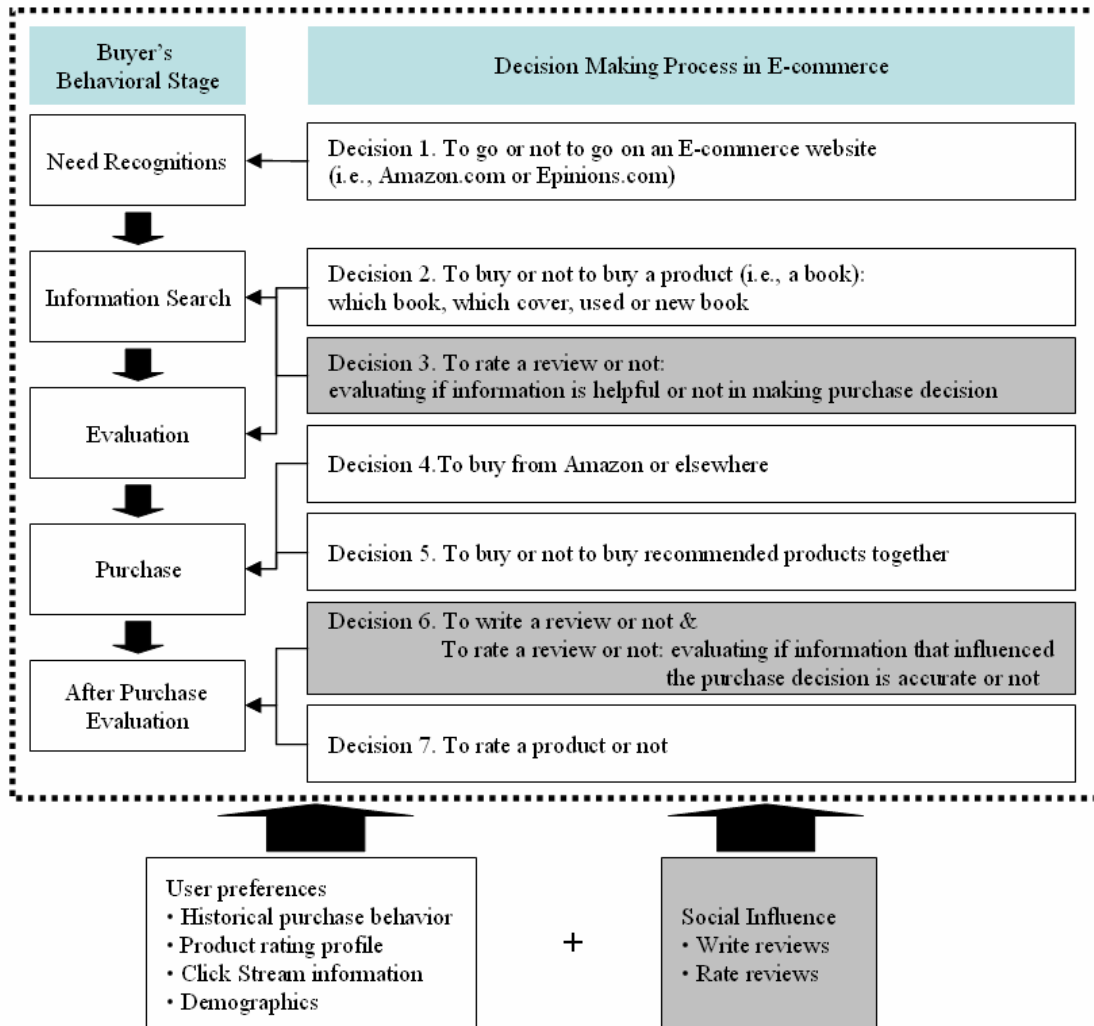 Buyer's
Behavioral Stage
Decision Making Process in E-commerce
Need Recognitions
Decision 1. To go or not to go on an E-commerce website
(i.e., Amazon.com or Epinions.com)
Information Search
Decision 2. To buy or not to buy a product (i.e., a book):
which book, which cover, used or new book
Decision 3. To rate a review or not:
evaluating if information is helpful or not in making purchase decision
Evaluation
Decision 4.To buy from Amazon or elsewhere
Purchase
Decision 5. To buy or not to buy recommended products together
Decision 6. To write a review or not &
To rate a review or not: evaluating if information that influenced
the purchase decision is accurate or not
After Purchase
Evaluation
Decision 7. To rate a product or not
User preferences
• Historical purchase behavior
• Product rating profile
• Click Stream information
• Demographics
+
Social Influence
• Write reviews
• Rate reviews